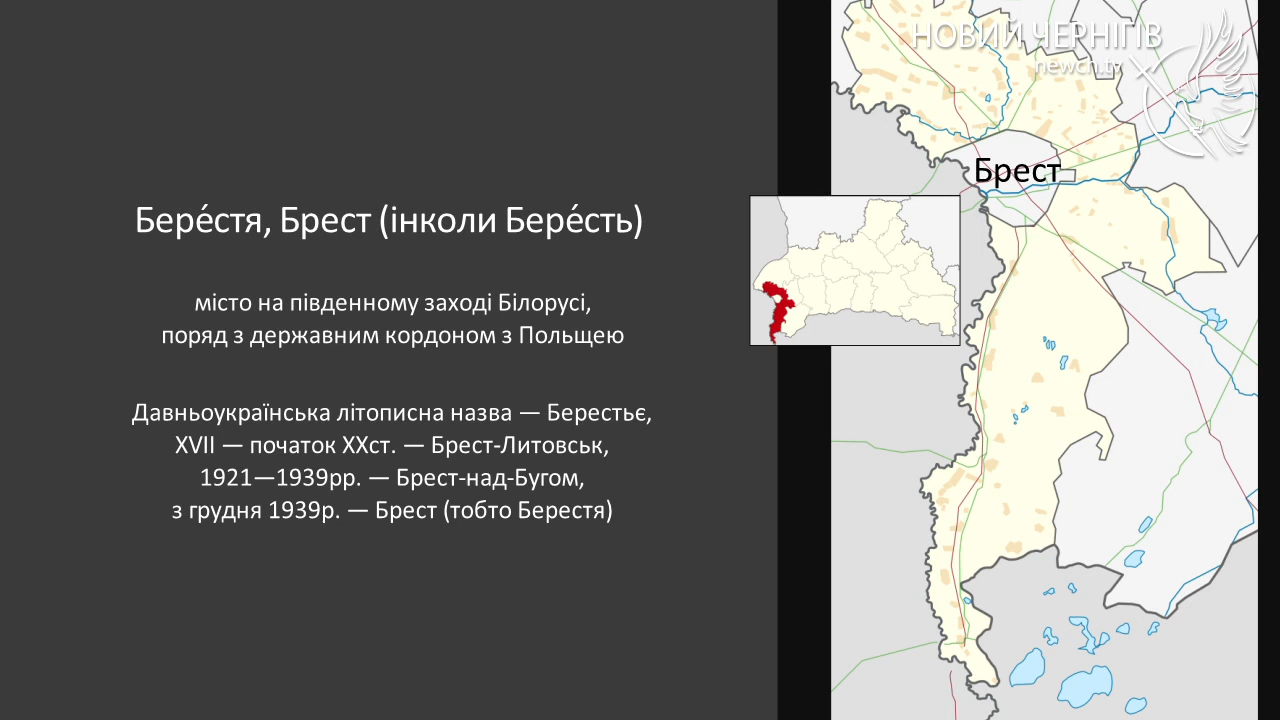 НОВИЙ ЧЕРНІГІВ
newch.tv
Брест
Бере́стя, Брест (інколи Бере́сть)
місто на південному заході Білорусі,
поряд з державним кордоном з Польщею
Давньоукраїнська літописна назва — Берестьє,
XVII — початок XXст. — Брест-Литовськ,
1921—1939рр. — Брест-над-Бугом,
з грудня 1939р. — Брест (тобто Берестя)